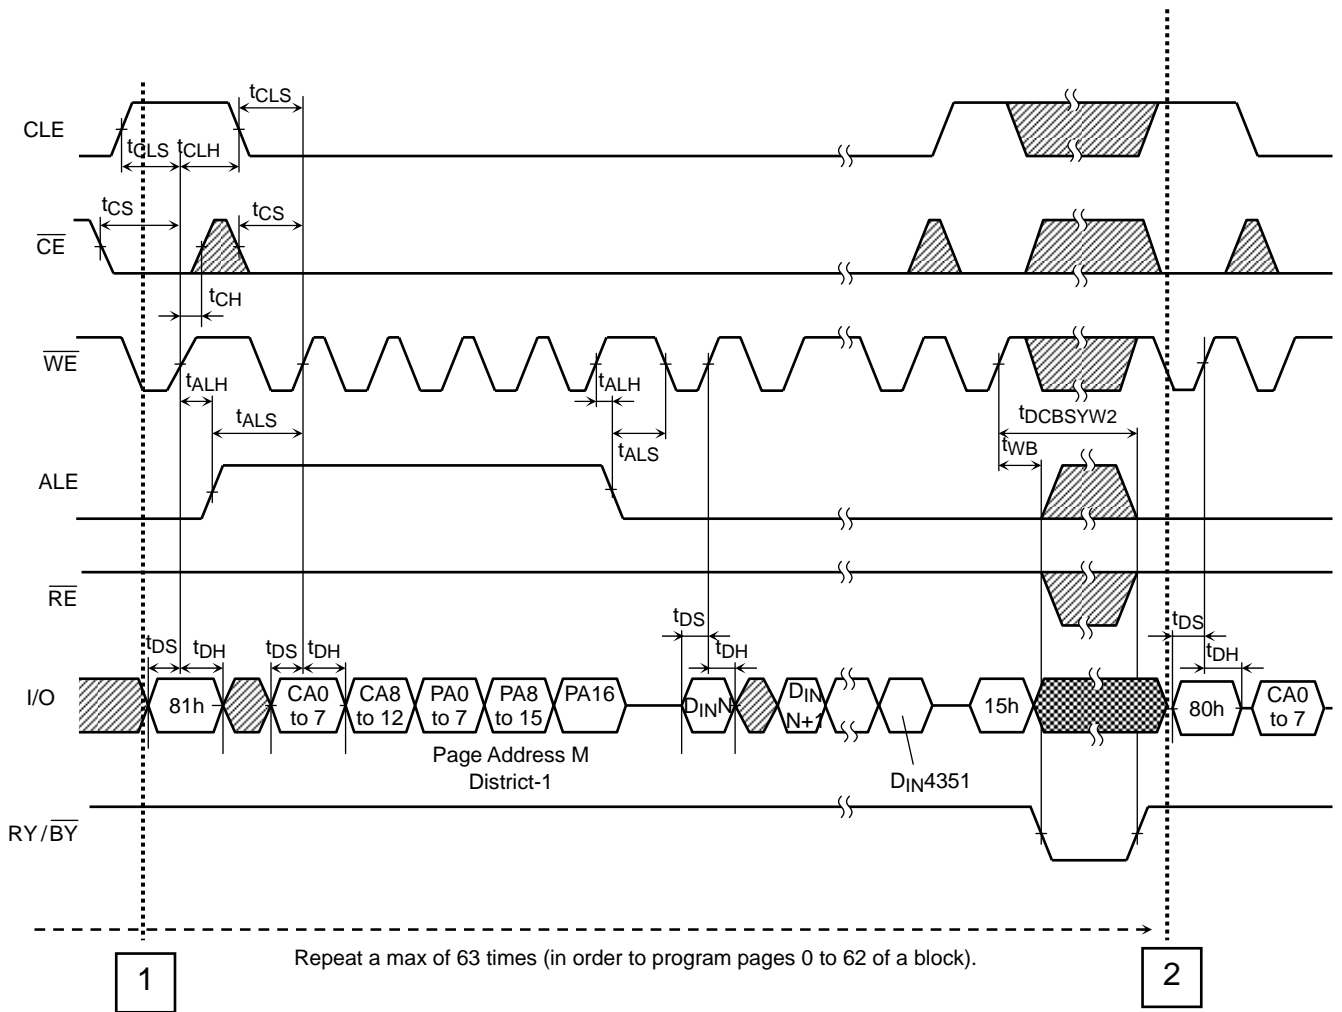 tCLS
CLE
tCLS tCLH
tCS tCS
CE
tCH
WE
tALH tALH
tDCBSYW2
tALS
tALS tWB
ALE
RE
tDS tDH tDS tDH tDS tDH tDS tDH
I/O
81h
CA0 to 7
CA8 to 12
PA0 to 7
PA8 to 15
PA16
DINN
DIN N+1
15h
80h
CA0 to 7
Page Address M
District-1
DIN4351
RY/BY
Repeat a max of 63 times (in order to program pages 0 to 62 of a block).
1
2